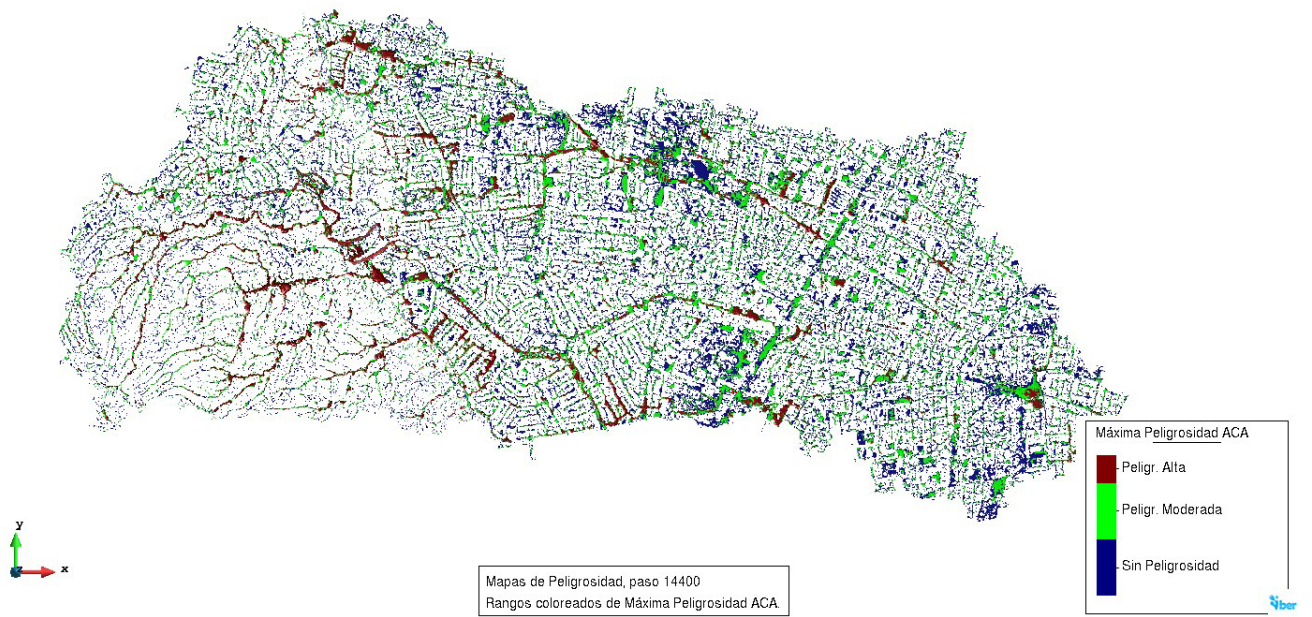 Máxima Peligrosidad ACA
Peligr. Alta
Peligr. Moderada
Sin Peligrosidad
y
z
x
Mapas de Peligrosidad, paso 14400
Rangos coloreados de Máxima Peligrosidad ACA.
iber